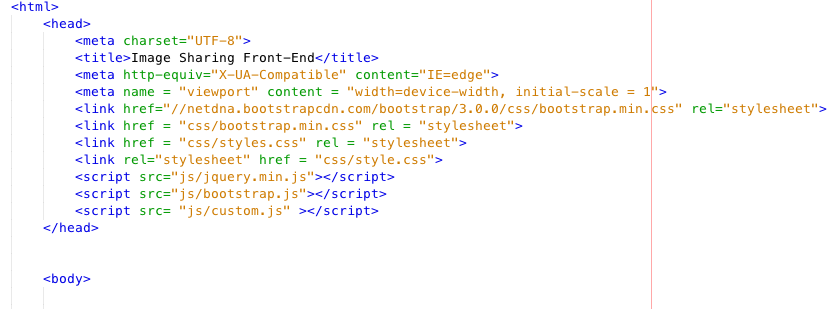 <html>
<head>
<meta charset="UTF-8">
<title>Image Sharing Front-End</title>
<meta http-equiv="X-UA-Compatible" content="IE=edge">
<meta name = "viewport" content = "width=device-width, initial-scale = 1">
<link href="//netdna.bootstrapcdn.com/bootstrap/3.0.0/css/bootstrap.min.css" rel="stylesheet">
<link href = "css/bootstrap.min.css" rel = "stylesheet">
<link href = "css/styles.css" rel = "stylesheet">
<link rel="stylesheet" href = "css/style.css">
<script src="js/jquery.min.js"></script>
<script src="js/bootstrap.js"></script>
<script src= "js/custom.js" ></script>
</head>
<body>